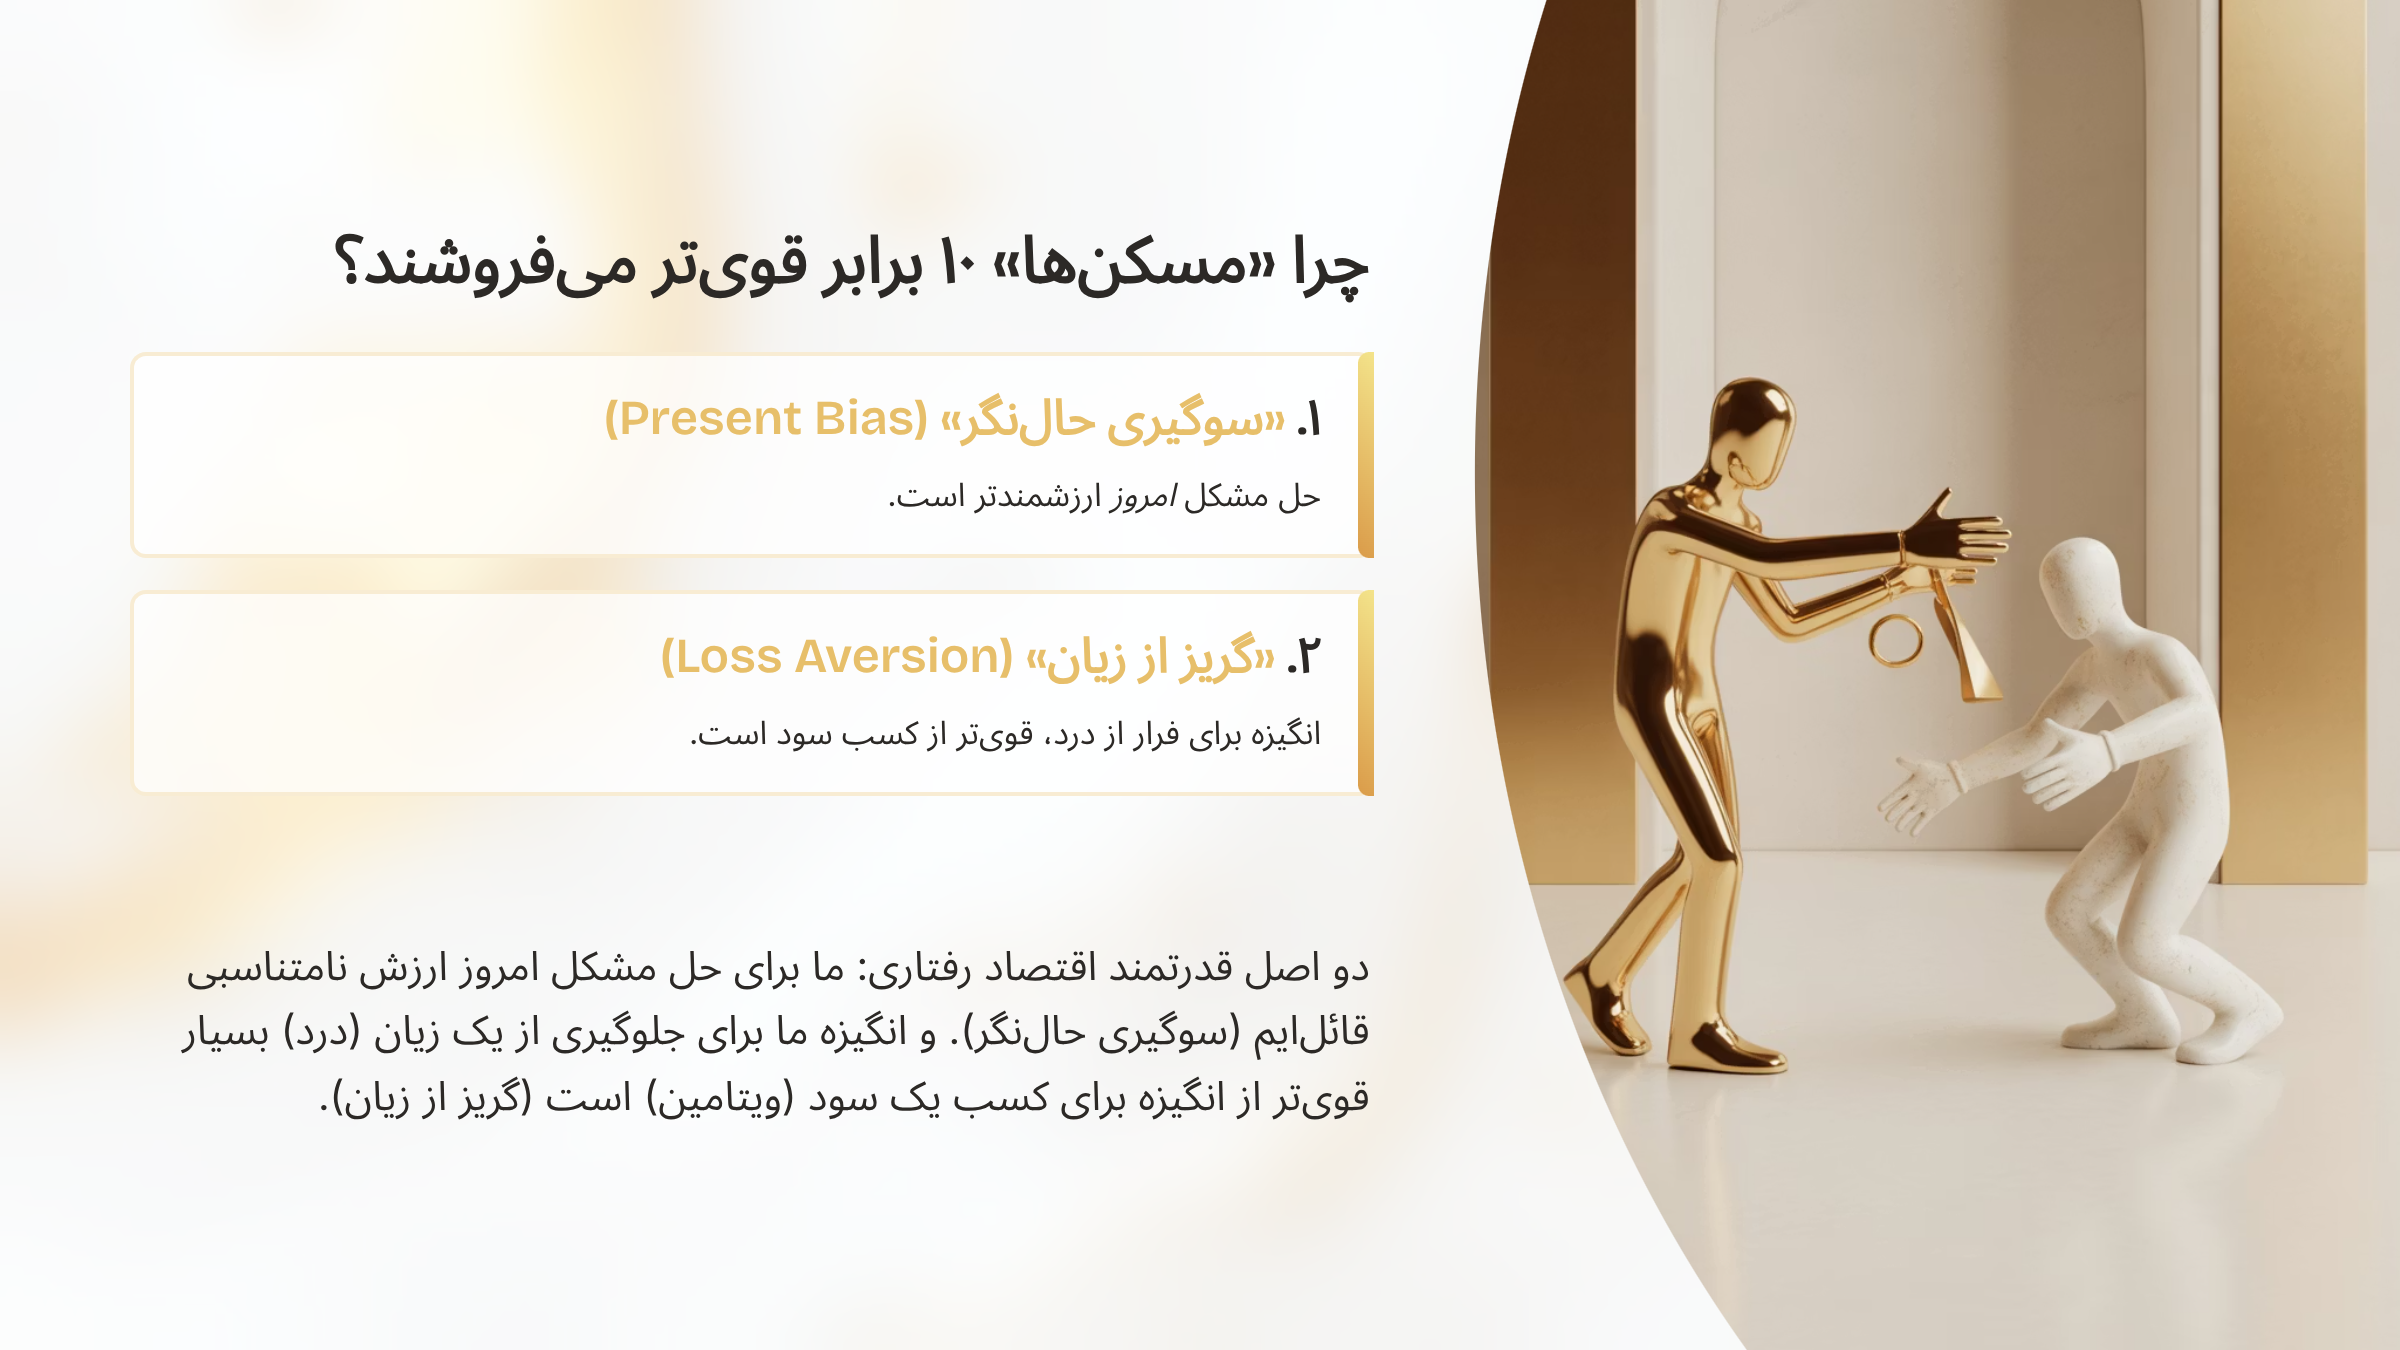 چرا «مسکن‌ها» ۱۰ برابر قوی‌تر می‌فروشند؟
۱. «سوگیری حال‌نگر» (Present Bias)
حل مشکل امروز ارزشمندتر است.
۲. «گریز از زیان» (Loss Aversion)
انگیزه برای فرار از درد، قوی‌تر از کسب سود است.
دو اصل قدرتمند اقتصاد رفتاری: ما برای حل مشکل امروز ارزش نامتناسبی
قائل‌ایم (سوگیری حال‌نگر). و انگیزه ما برای جلوگیری از یک زیان (درد) بسیار
قوی‌تر از انگیزه برای کسب یک سود (ویتامین) است (گریز از زیان).